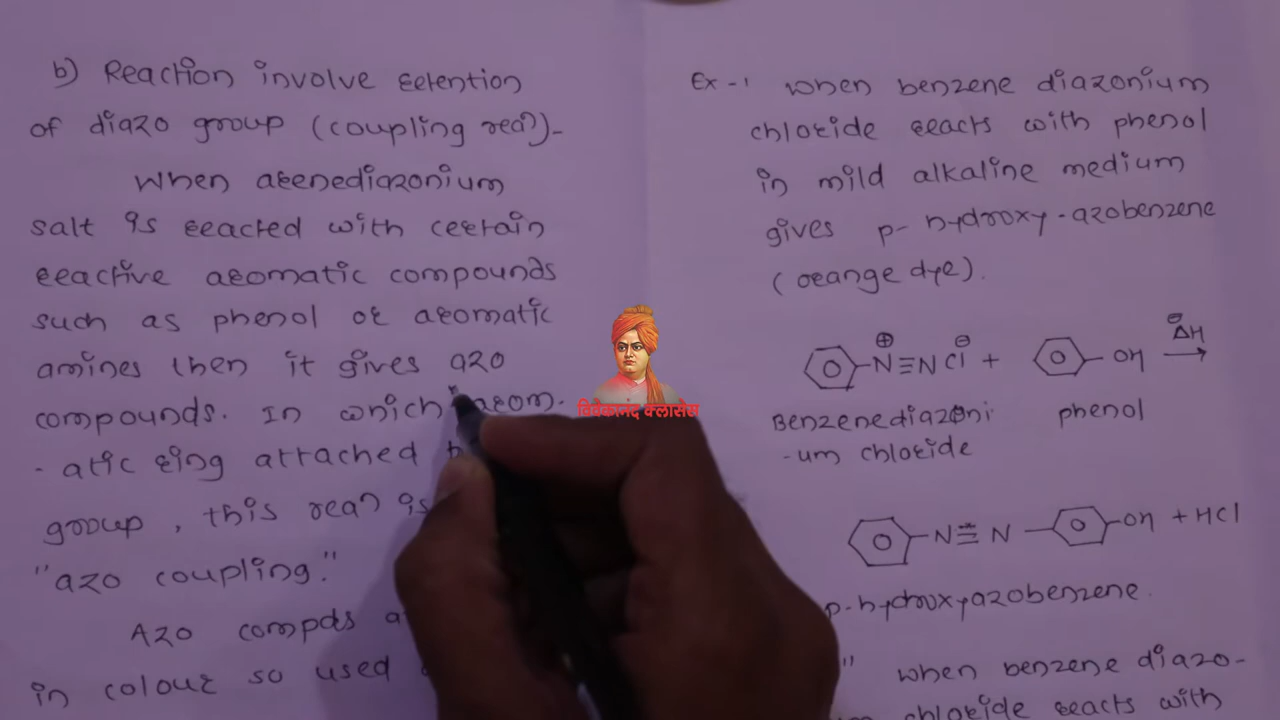 b) Reaction involve retention
of diazo group (coupling reaⁿ)-
When arenediazonium
salt is reacted with certain
reactive aromatic compounds
such as phenol or aromatic
amines then it gives azo
compounds. In which arom.
- atic ring attached
group, this reaⁿ is
"azo coupling."
Azo compds
in colour so used
Ex -1 When benzene diazonium
chloride reacts with phenol
in mild alkaline medium
gives p- hydroxy-azobenzene
(orange dye).
N⊕≡N Cl⊖ + OH ⊖ΔH →
Benzenediazoni phenol
-um chloride
N≡N OH + HCl
p-hydroxyazobenzene.
" when benzene diazo-
chloride reacts with
विवेकानंद क्लासेस